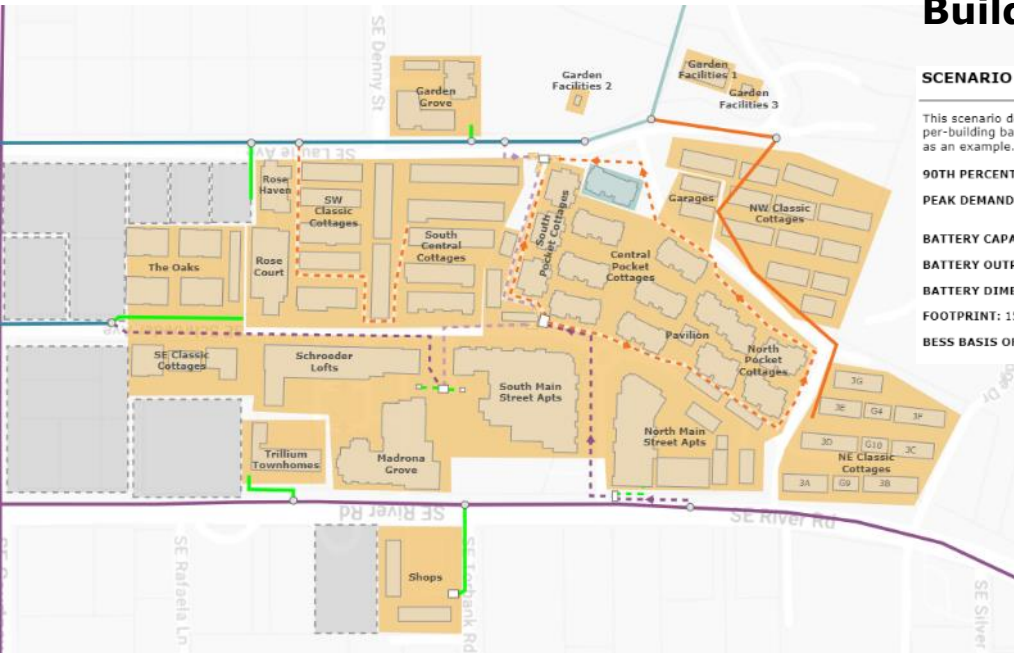 Build
SCENARIO
This scenario d
per-building ba
as an example.
90TH PERCENT
PEAK DEMAND
BATTERY CAPA
BATTERY OUTP
BATTERY DIME
FOOTPRINT: 15
BESS BASIS O
SE Denny St
Garden
Grove
Garden
Facilities 2
Garden
Facilities 1
Garden
Facilities 3
SE Laurie Av
Rose
Haven
SW
Classic
Cottages
South
Central
Cottages
South
Pocket Cottages
Garages
NW Classic
Cottages
The Oaks
Rose
Court
Central
Pocket
Cottages
Pavilion
North
Pocket
Cottages
SE Classic
Cottages
Schroeder
Lofts
South Main
Street Apts
North Main
Street Apts
Trillium
Townhomes
Madrona
Grove
3G
3E
G4
3F
3D
G10
3C
NE Classic
Cottages
3A
G9
3B
SE River Rd
SE River Rd
Shops
SE Rafaela Ln
SE Torbank Rd
SE Silver